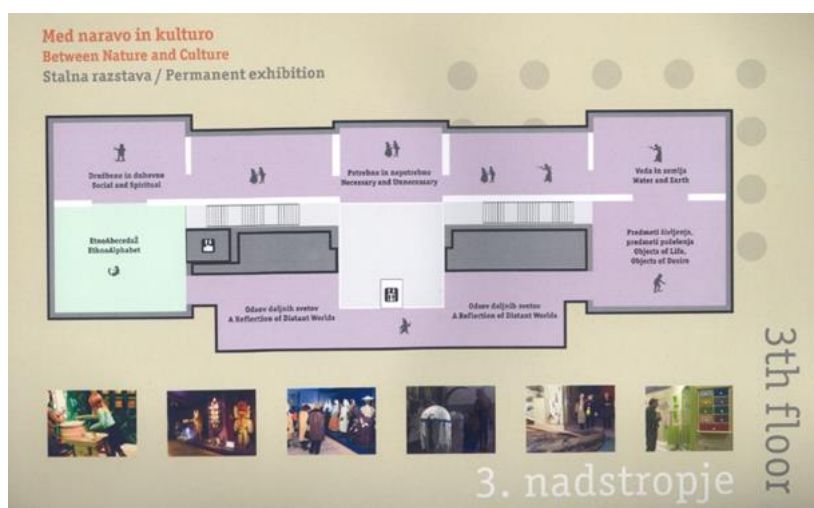 Med naravo in kulturo
Between Nature and Culture
Stalna razstava / Permanent exhibition
Družbeno in duhovno
Social and Spiritual
Potrebno in nepotrebno
Necessary and Unnecessary
Voda in zemlja
Water and Earth
EtnoAbecedaŽ
EthnoAlphabet
Predmeti življenja,
predmeti poželenja
Objects of Life,
Objects of Desire
Odsev daljnih svetov
A Reflection of Distant Worlds
Odsev daljnih svetov
A Reflection of Distant Worlds
3th floor
3. nadstropje